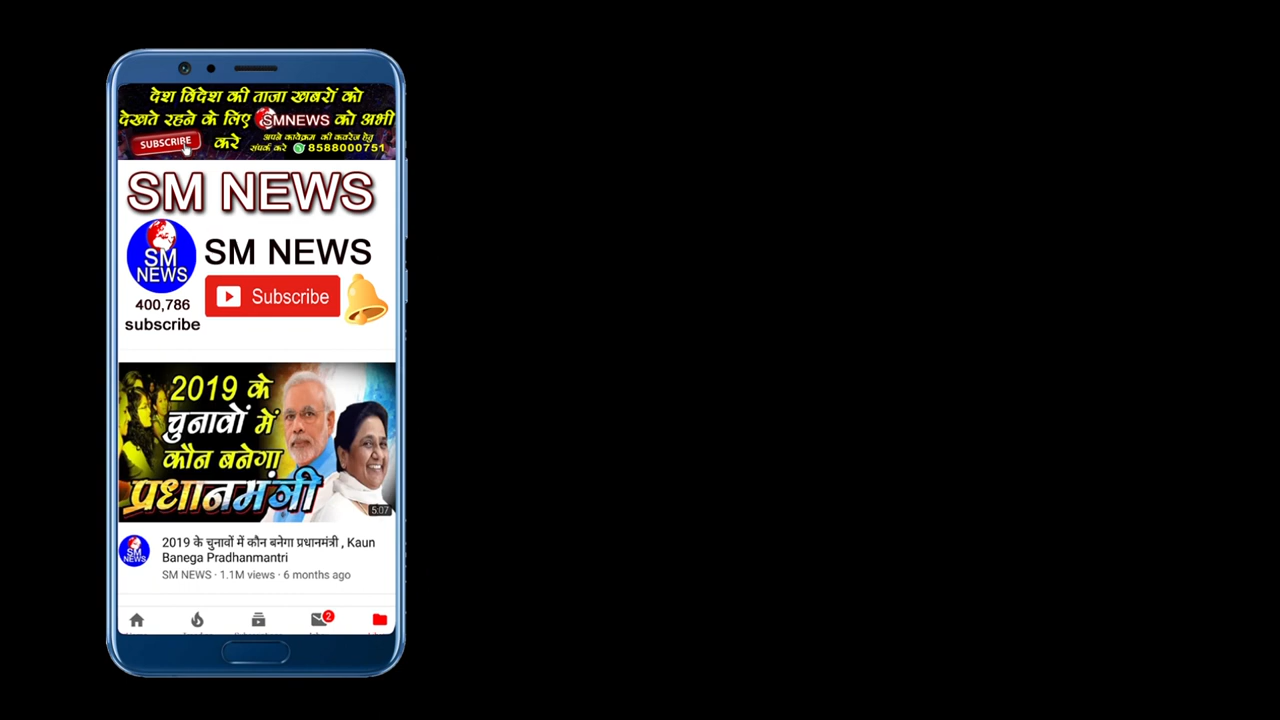 देश विदेश की ताजा खबरों को
देखते रहने के लिए SMNEWS को अभी
SUBSCRIBE करे
अपने कार्यक्रम की कवरेज हेतु
संपर्क करे 8588000751
SM NEWS
SM
NEWS
SM NEWS
Subscribe
400,786
subscribe
2019 के
चुनावों में
कौन बनेगा
प्रधानमंत्री
5:07
SM
NEWS
2019 के चुनावों में कौन बनेगा प्रधानमंत्री , Kaun
Banega Pradhanmantri
SM NEWS · 1.1M views · 6 months ago
2